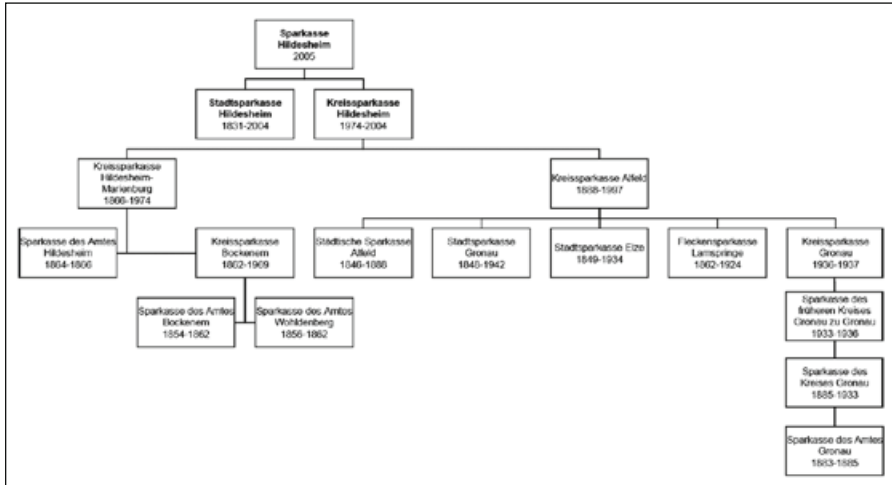 Sparkasse
Hildesheim
2005
Stadtsparkasse
Hildesheim
1831-2004
Kreissparkasse
Hildesheim
1974-2004
Kreissparkasse
Hildesheim-
Marienburg
1866-1974
Kreissparkasse Alfeld
1888-1997
Sparkasse des Amtes
Hildesheim
1864-1866
Kreissparkasse
Bockenem
1862-1969
Städtische Sparkasse
Alfeld
1846-1888
Stadtsparkasse
Gronau
1848-1942
Stadtsparkasse Elze
1849-1934
Fleckensparkasse
Lamspringe
1862-1924
Kreissparkasse
Gronau
1936-1937
Sparkasse des Amtes
Bockenem
1854-1862
Sparkasse des Amtes
Wohldenberg
1856-1862
Sparkasse des
früheren Kreises
Gronau zu Gronau
1933-1936
Sparkasse des
Kreises Gronau
1885-1933
Sparkasse des Amtes
Gronau
1883-1885